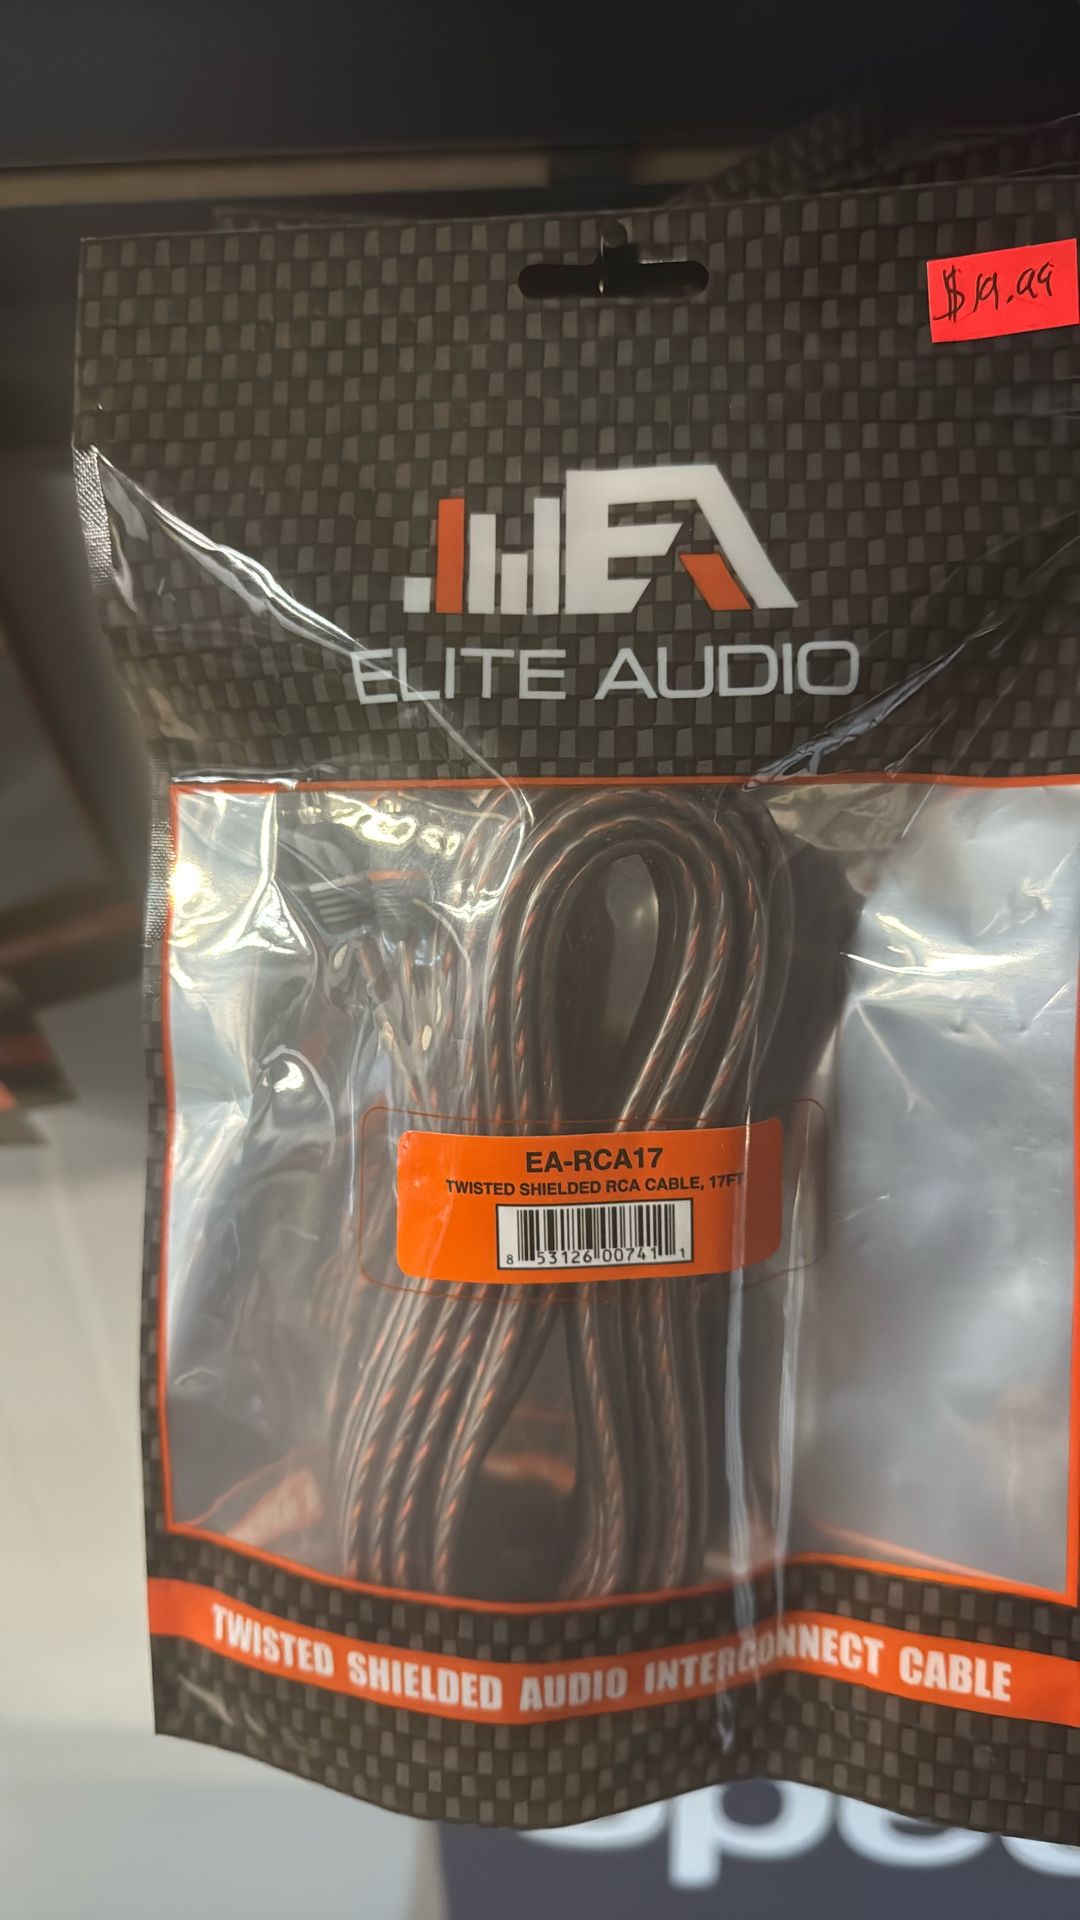 $19.99
EA
ELITE AUDIO
EA-RCA17
TWISTED SHIELDED RCA CABLE, 17FT
8 53126 00741 1
TWISTED SHIELDED AUDIO INTERCONNECT CABLE